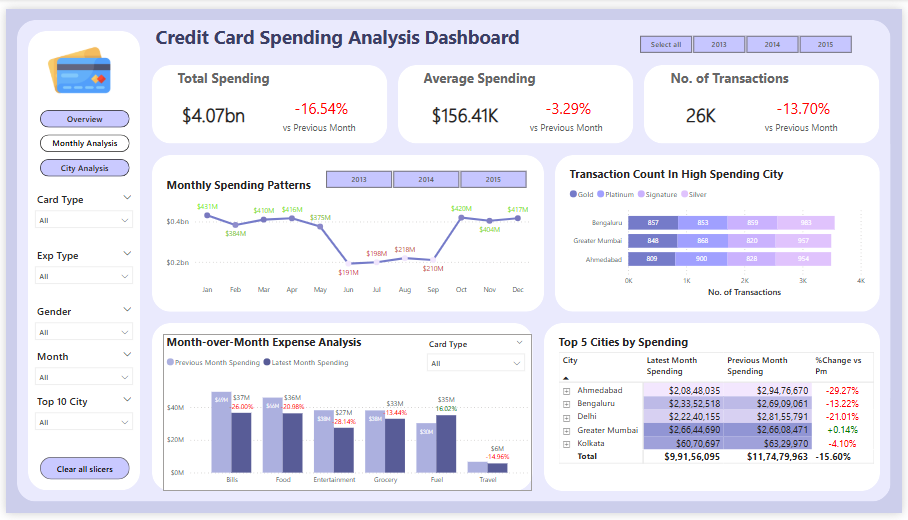 Credit Card Spending Analysis Dashboard
Select all 2013 2014 2015
Overview
Monthly Analysis
City Analysis
Card Type
All
Exp Type
All
Gender
All
Month
All
Top 10 City
All
Clear all slicers
Total Spending
$4.07bn
-16.54%
vs Previous Month
Average Spending
$156.41K
-3.29%
vs Previous Month
No. of Transactions
26K
-13.70%
vs Previous Month
Monthly Spending Patterns
2013 2014 2015
$0.4bn
$0.2bn
$431M $384M $410M $416M $375M $191M $198M $218M $210M $420M $404M $417M
Jan Feb Mar Apr May Jun Jul Aug Sep Oct Nov Dec
Transaction Count In High Spending City
Gold Platinum Signature Silver
Bengaluru 857 853 859 983
Greater Mumbai 848 868 820 957
Ahmedabad 809 900 828 954
0K 1K 2K 3K 4K
No. of Transactions
Month-over-Month Expense Analysis
Card Type
All
Previous Month Spending Latest Month Spending
$40M
$20M
$0M
$37M
-26.00%
$36M
-20.98%
$38M $27M
-28.14%
$38M $33M
-13.44%
$30M $35M
16.02%
$6M
-14.96%
Bills Food Entertainment Grocery Fuel Travel
Top 5 Cities by Spending
City Latest Month Spending Previous Month Spending %Change vs Pm
Ahmedabad $2,08,48,035 $2,94,76,670 -29.27%
Bengaluru $2,33,52,518 $2,69,09,061 -13.22%
Delhi $2,22,40,155 $2,81,55,791 -21.01%
Greater Mumbai $2,66,44,690 $2,66,08,471 +0.14%
Kolkata $60,70,697 $63,29,970 -4.10%
Total $9,91,56,095 $11,74,79,963 -15.60%